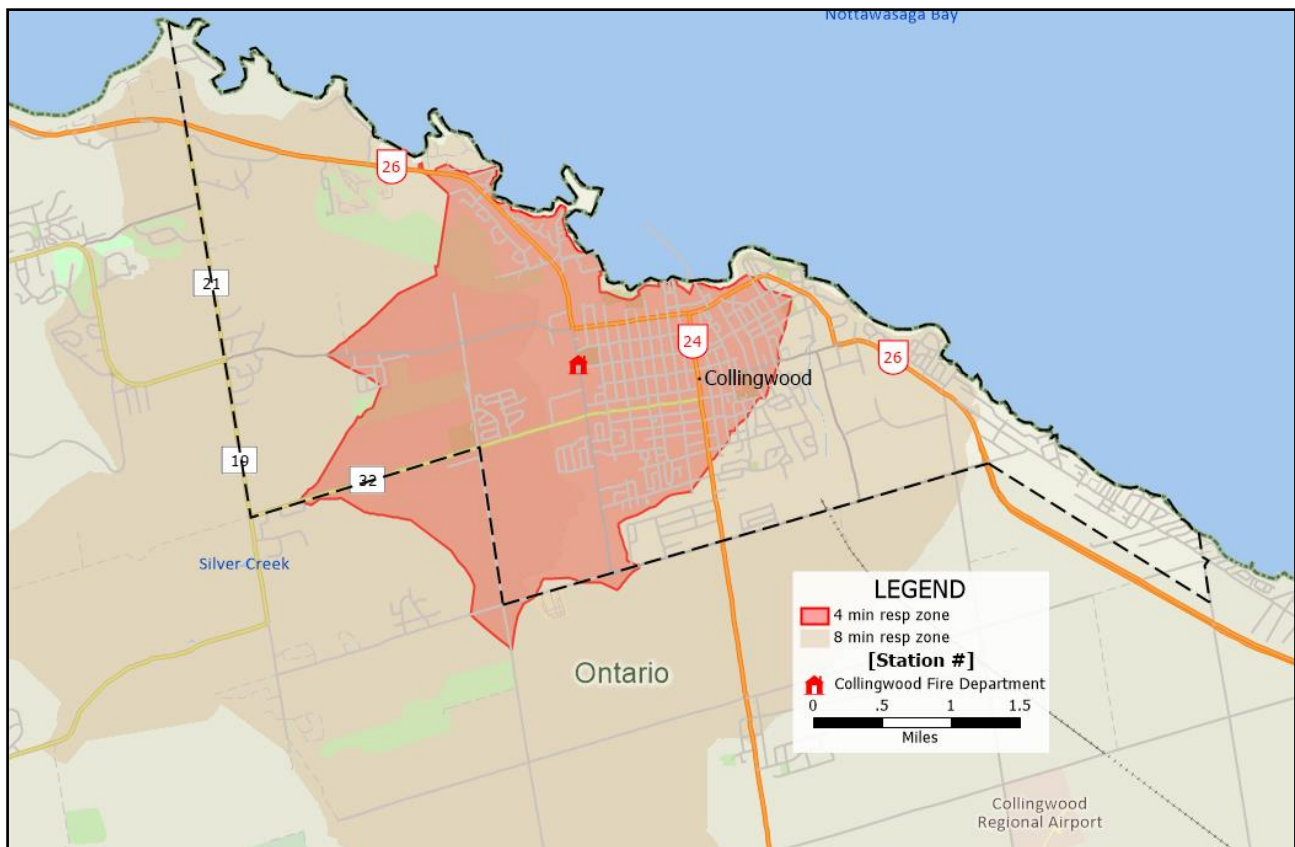 Nottawasaga Bay
26
21
24
26
Collingwood
19
32
Silver Creek
Ontario
LEGEND
4 min resp zone
8 min resp zone
[Station #]
Collingwood Fire Department
0 .5 1 1.5
Miles
Collingwood
Regional Airport